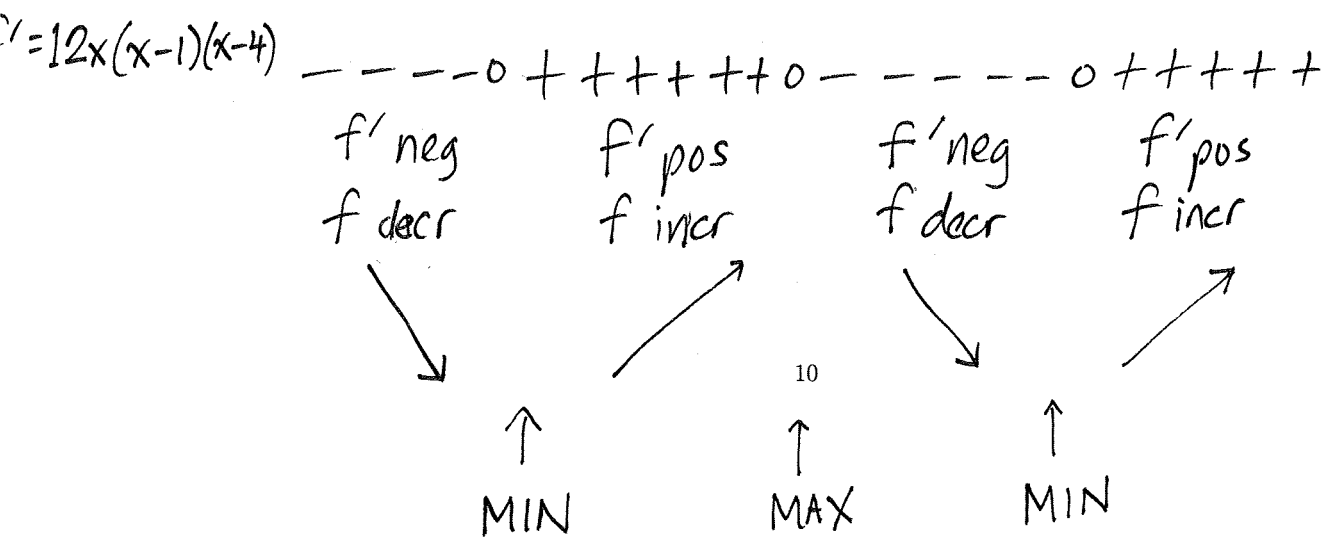 f'=12x(x-1)(x-4) - - - - 0 + + + + + + 0 - - - - - 0 + + + + +
f' neg f' pos f' neg f' pos
f decr f incr f decr f incr
10
MIN MAX MIN